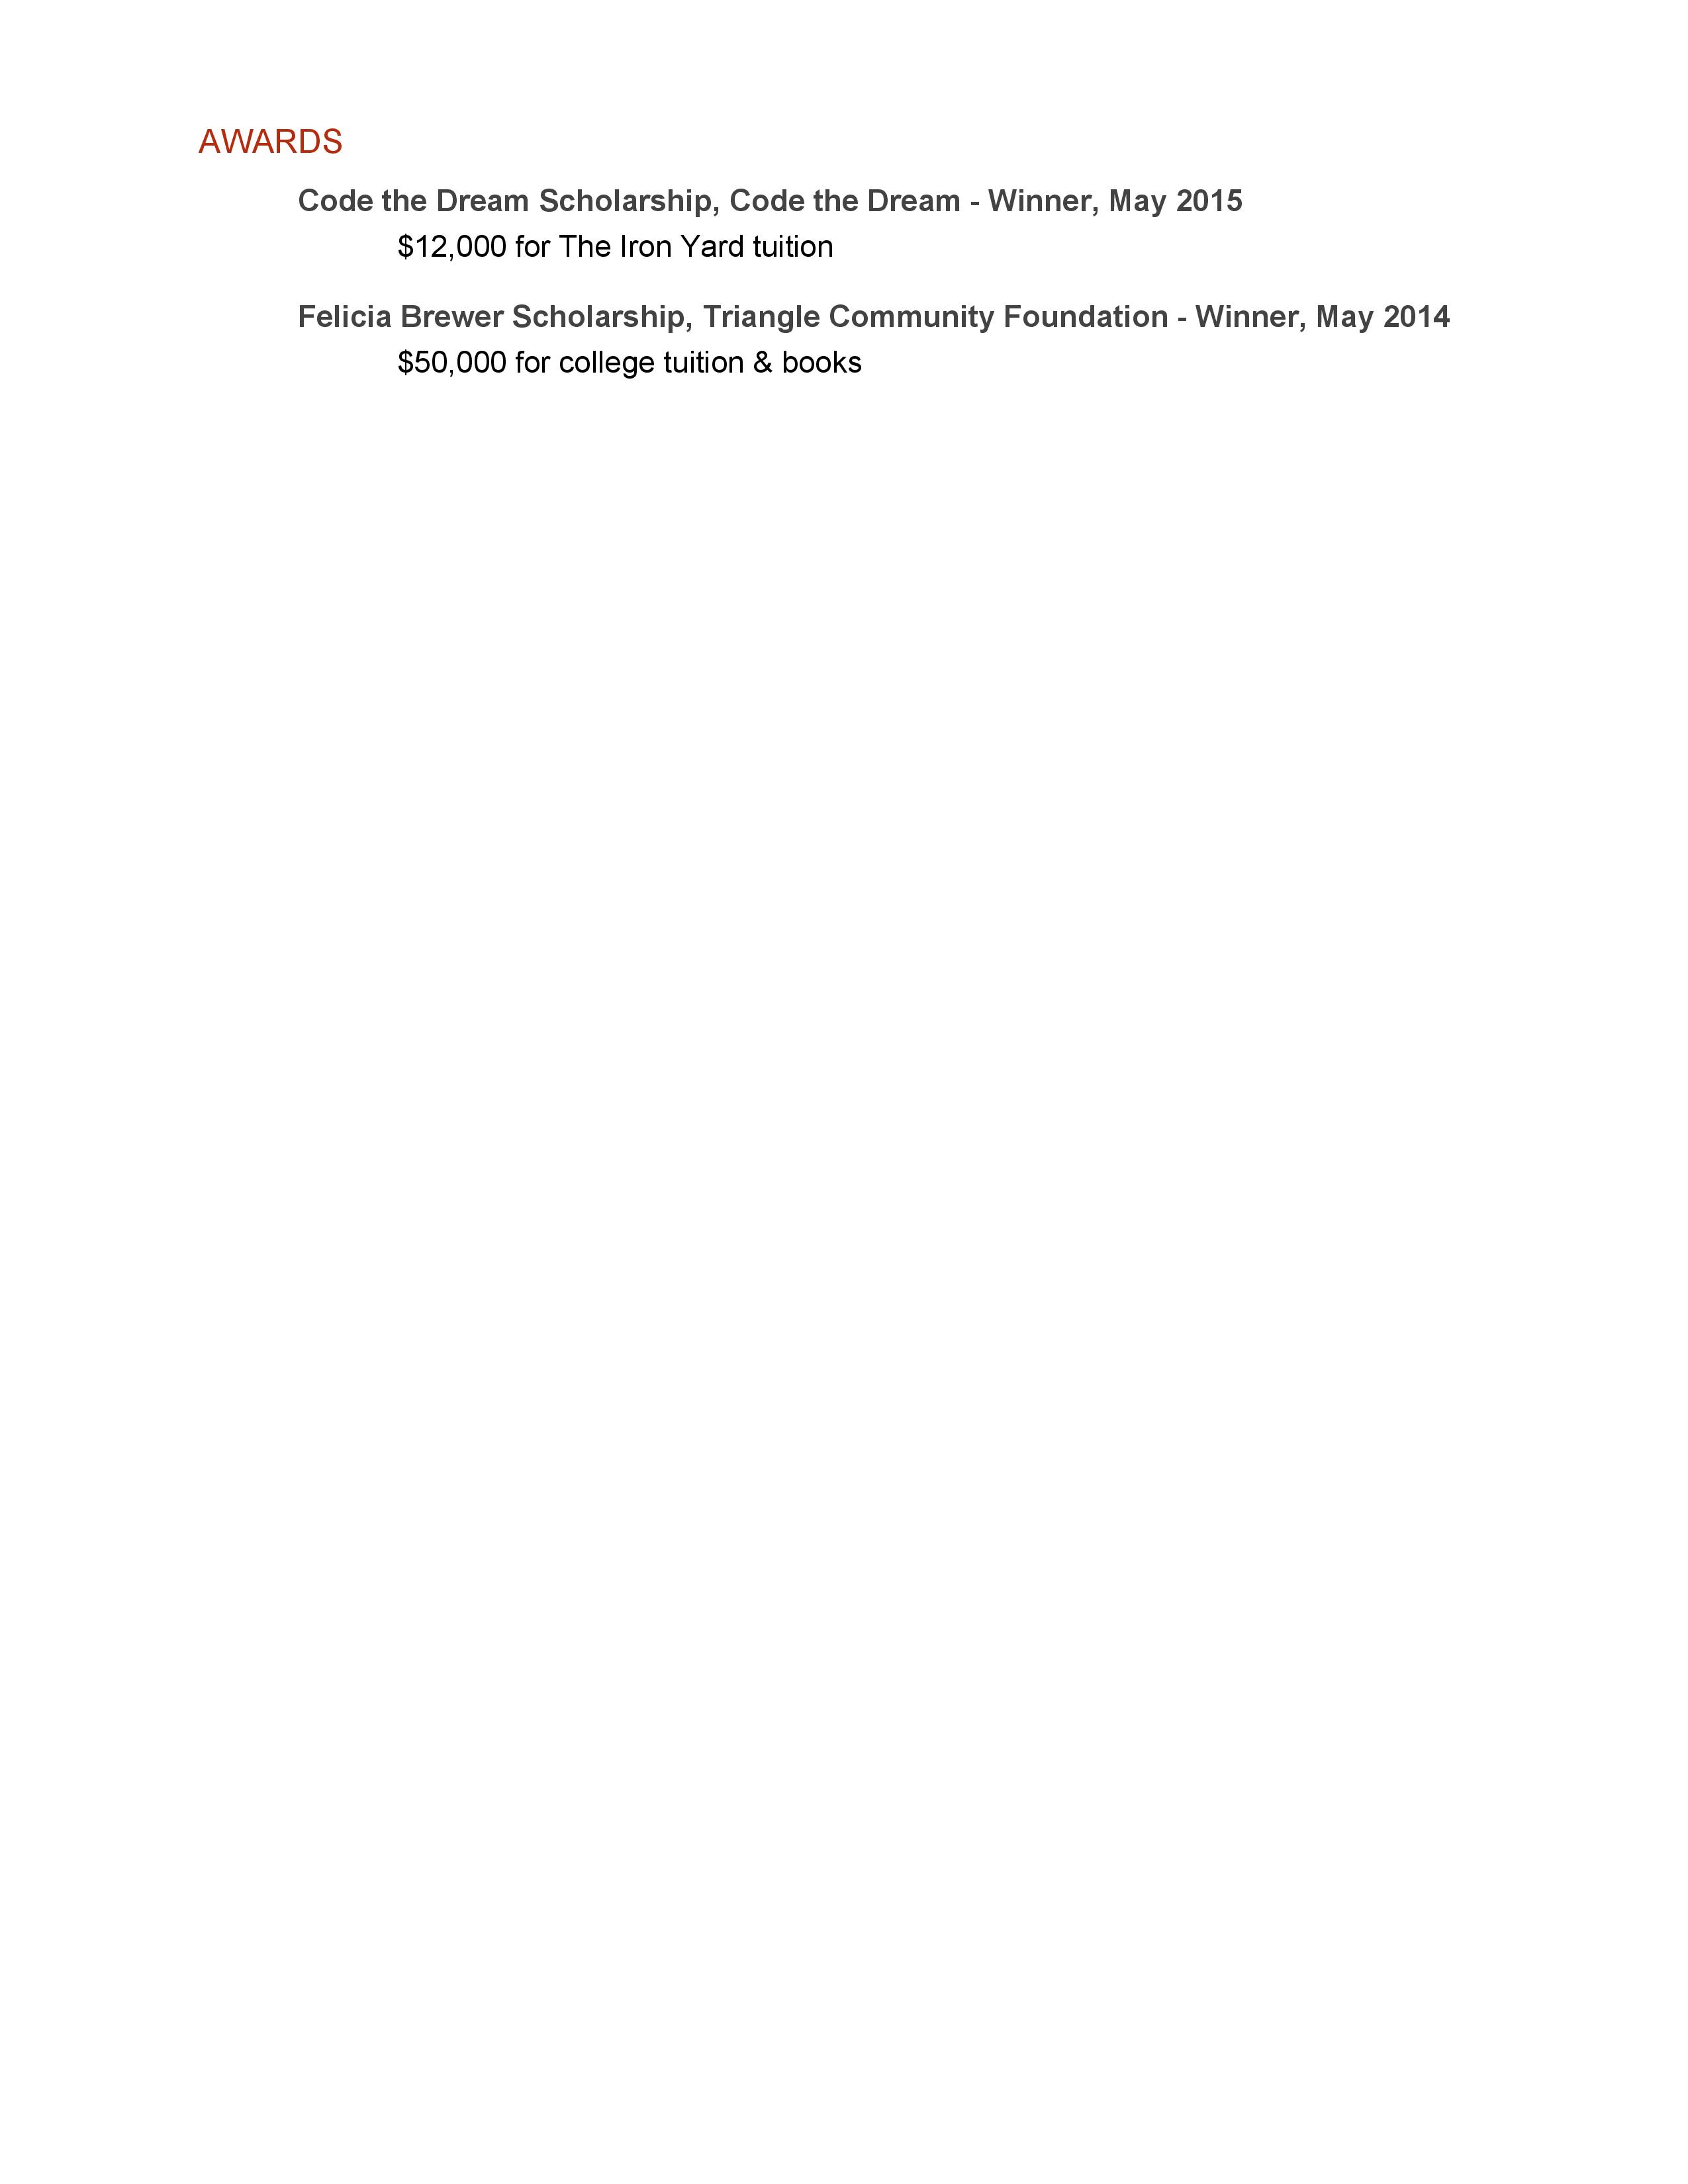 AWARDS
Code the Dream Scholarship, Code the Dream - Winner, May 2015
$12,000 for The Iron Yard tuition
Felicia Brewer Scholarship, Triangle Community Foundation - Winner, May 2014
$50,000 for college tuition & books